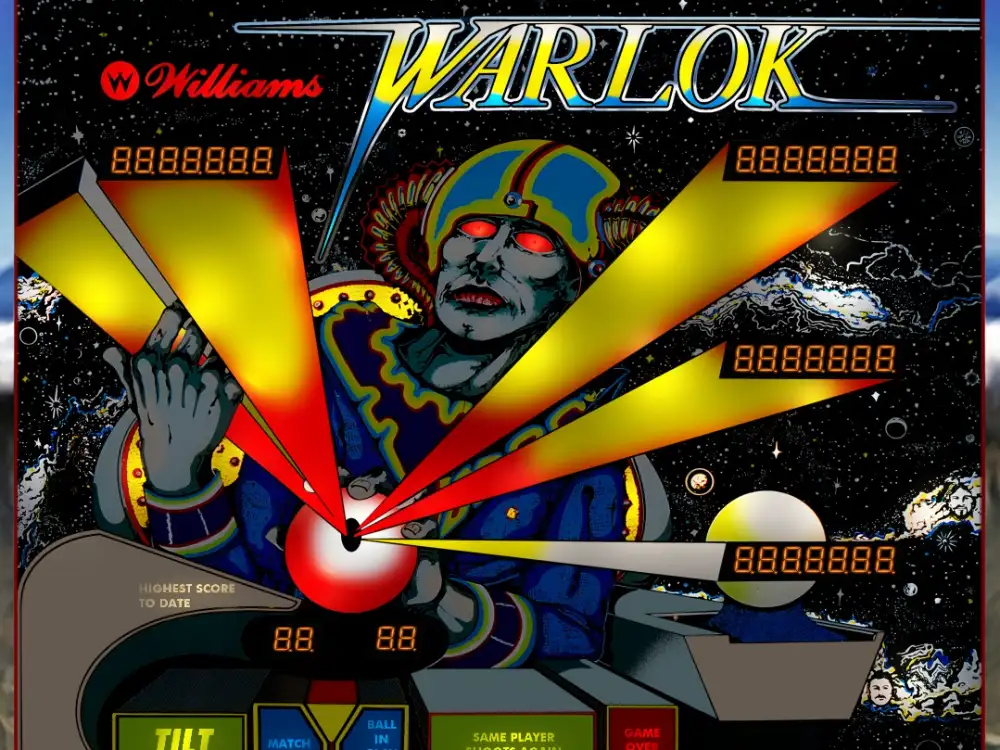 WARLOK
W Williams
8888888
8888888
8888888
8888888
HIGHEST SCORE
TO DATE
88 88
TILT
MATCH
BALL
IN
SAME PLAYER
SHOOTS AGAIN
GAME
OVER